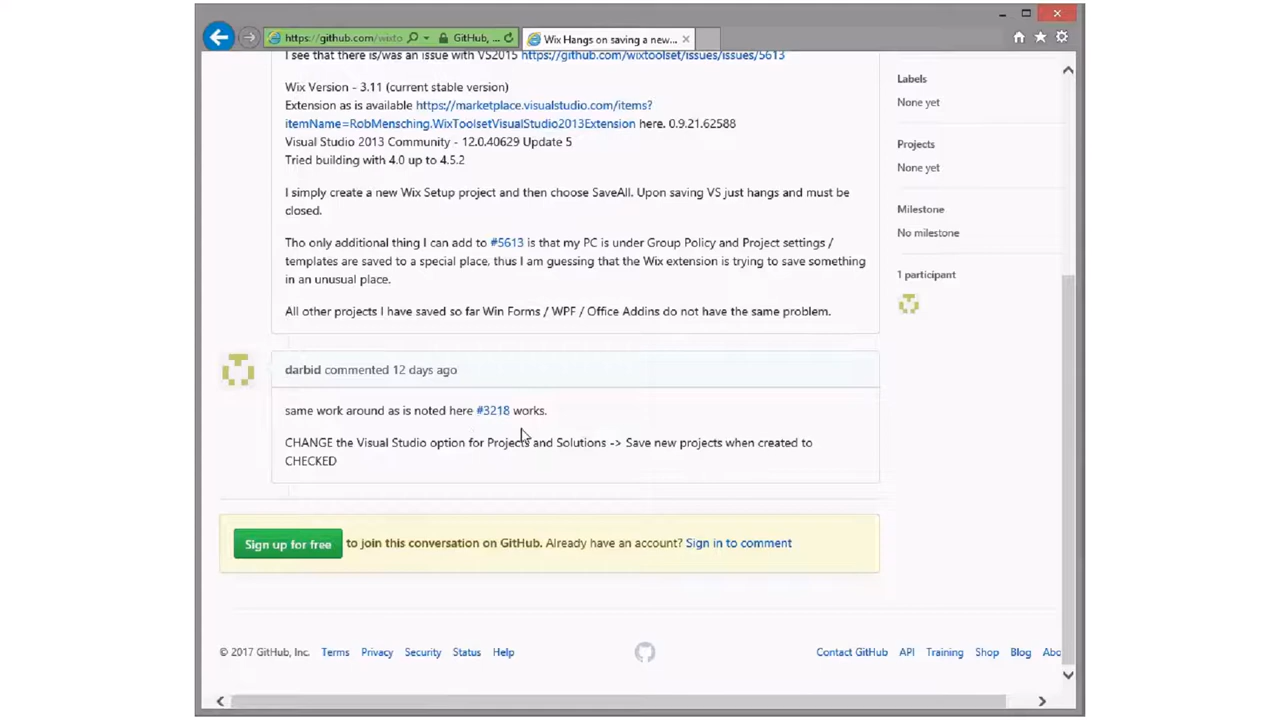 https://github.com/wixto
GitHub, ...
Wix Hangs on saving a new...
I see that there is/was an issue with VS2015 https://github.com/wixtoolset/issues/issues/5613
Wix Version - 3.11 (current stable version)
Extension as is available https://marketplace.visualstudio.com/items?
itemName=RobMensching.WixToolsetVisualStudio2013Extension here. 0.9.21.62588
Visual Studio 2013 Community - 12.0.40629 Update 5
Tried building with 4.0 up to 4.5.2
I simply create a new Wix Setup project and then choose SaveAll. Upon saving VS just hangs and must be
closed.
Tho only additional thing I can add to #5613 is that my PC is under Group Policy and Project settings /
templates are saved to a special place, thus I am guessing that the Wix extension is trying to save something
in an unusual place.
All other projects I have saved so far Win Forms / WPF / Office Addins do not have the same problem.
Labels
None yet
Projects
None yet
Milestone
No milestone
1 participant
darbid commented 12 days ago
same work around as is noted here #3218 works.
CHANGE the Visual Studio option for Projects and Solutions -> Save new projects when created to
CHECKED
Sign up for free to join this conversation on GitHub. Already have an account? Sign in to comment
© 2017 GitHub, Inc. Terms Privacy Security Status Help
Contact GitHub API Training Shop Blog Abo